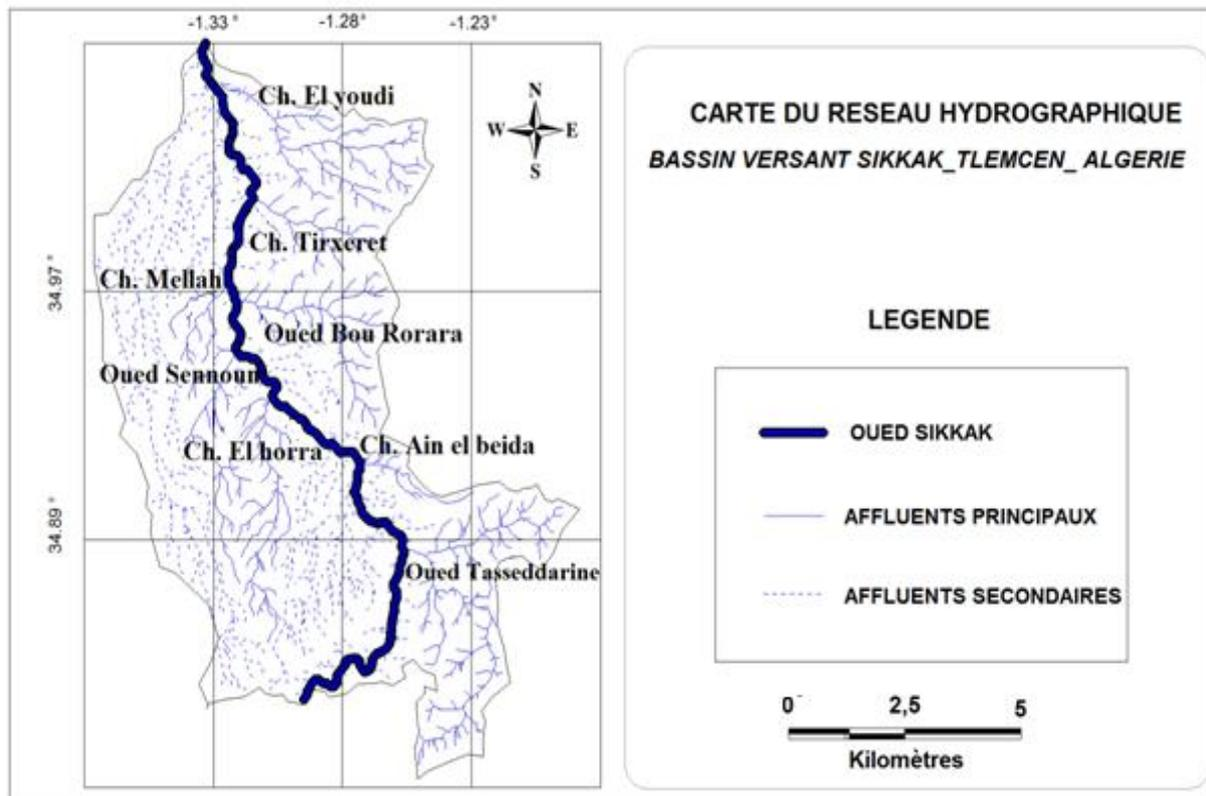 -1.33 ° -1.28 ° -1.23 °
Ch. El youdi
N
W E
S
Ch. Tirxeret
Ch. Mellah
34.97 °
Oued Bou Rorara
Oued Sennoun
Ch. El horra
Ch. Ain el beida
34.89 °
Oued Tasseddarine
CARTE DU RESEAU HYDROGRAPHIQUE
BASSIN VERSANT SIKKAK_TLEMCEN_ ALGERIE
LEGENDE
OUED SIKKAK
AFFLUENTS PRINCIPAUX
AFFLUENTS SECONDAIRES
0 2,5 5
Kilomètres